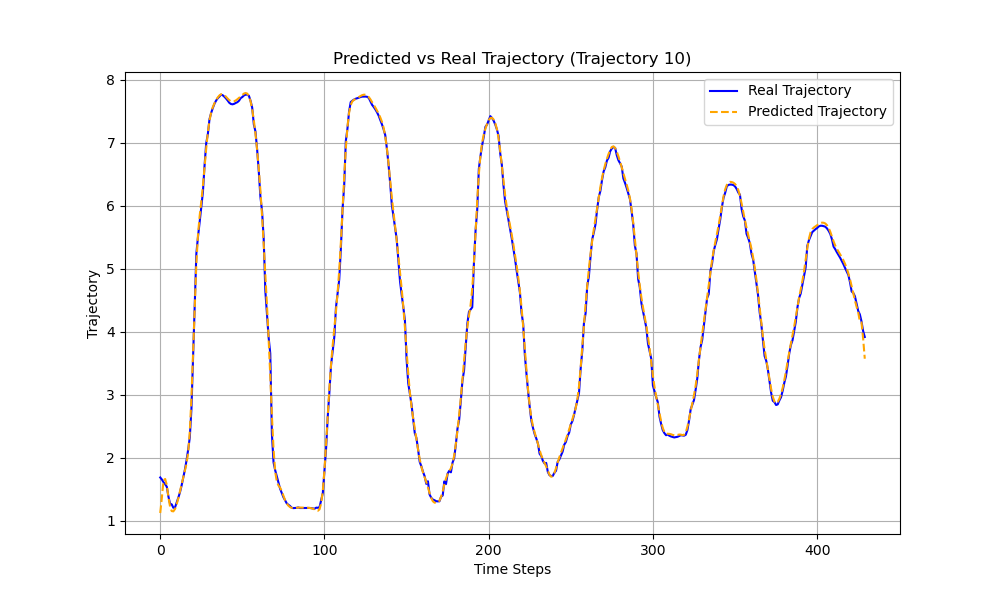 Predicted vs Real Trajectory (Trajectory 10)
Real Trajectory
Predicted Trajectory
Trajectory
8
7
6
5
4
3
2
1
0 100 200 300 400
Time Steps